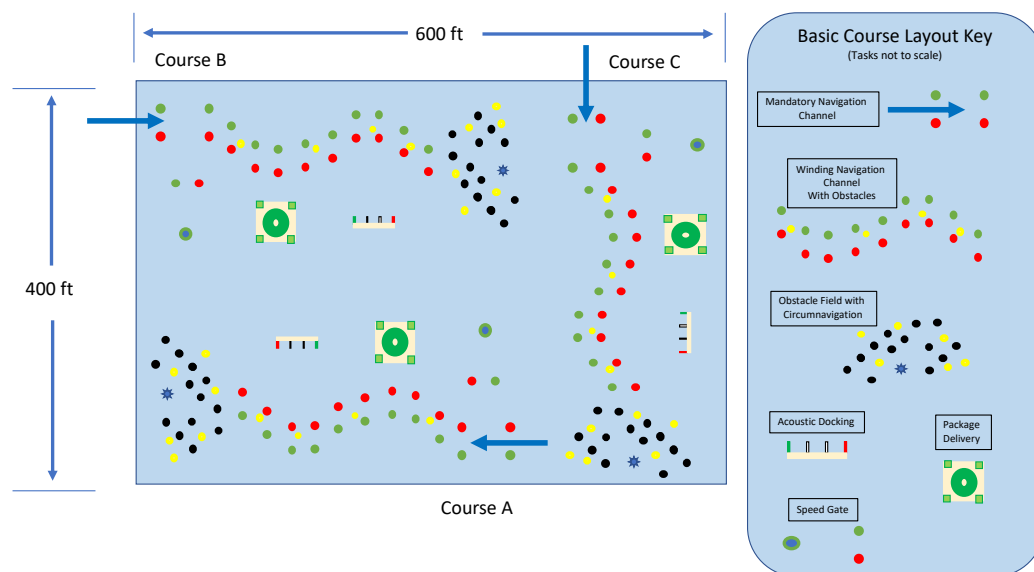 600 ft
Course B
Course C
400 ft
Course A
Basic Course Layout Key
(Tasks not to scale)
Mandatory Navigation
Channel
Winding Navigation
Channel
With Obstacles
Obstacle Field with
Circumnavigation
Acoustic Docking
Package
Delivery
Speed Gate